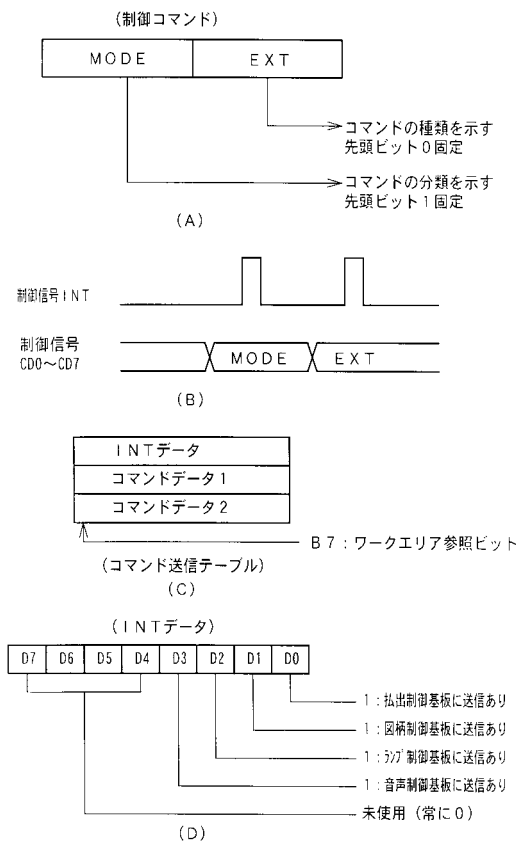 (制御コマンド)
MODE EXT
コマンドの種類を示す
先頭ビット0固定
コマンドの分類を示す
先頭ビット1固定
(A)
制御信号INT
制御信号
CD0~CD7
MODE EXT
(B)
INTデータ
コマンドデータ1
コマンドデータ2
B7:ワークエリア参照ビット
(コマンド送信テーブル)
(C)
(INTデータ)
D7 D6 D5 D4 D3 D2 D1 D0
1:払出制御基板に送信あり
1:図柄制御基板に送信あり
1:ランプ制御基板に送信あり
1:音声制御基板に送信あり
未使用(常に0)
(D)